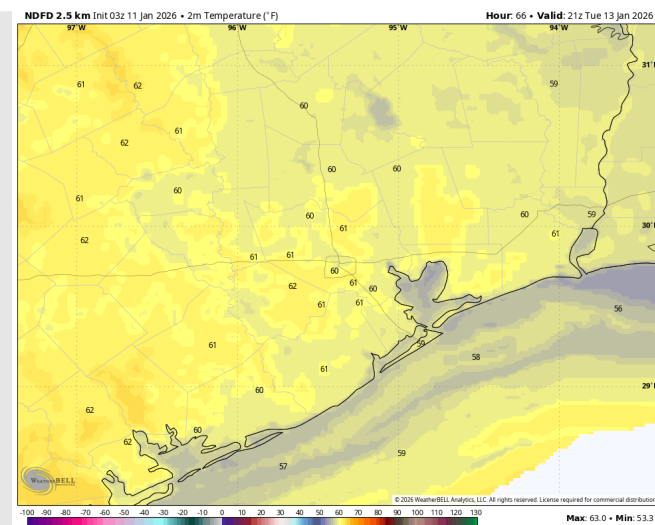 NDFD 2.5 km Init 03z 11 Jan 2026 • 2m Temperature (°F) Hour: 66 • Valid: 21z Tue 13 Jan 2026
97°W 96°W 95°W 94°W
31°
61 62 59
60
62 61
60 60
60
61
60 60 59
61 61
62
30°
61 61
60
62 61 60
61 61
56
59
61 58
61
29°
60
62
62 60
59
57
WEATHERBELL
© 2026 WeatherBELL Analytics, LLC. All rights reserved. License required for commercial distribution
-100 -90 -80 -70 -60 -50 -40 -30 -20 -10 0 10 20 30 40 50 60 70 80 90 100 110 120 130
Max: 63.0 • Min: 53.3